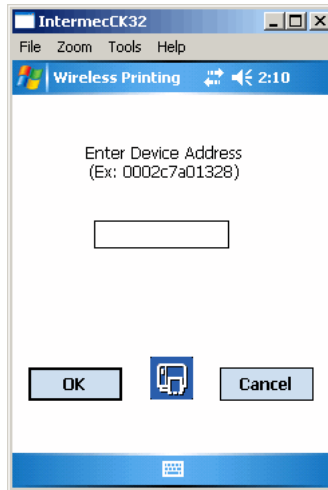 IntermecCK32
File Zoom Tools Help
Wireless Printing 2:10
Enter Device Address
(Ex: 0002c7a01328)
OK Cancel